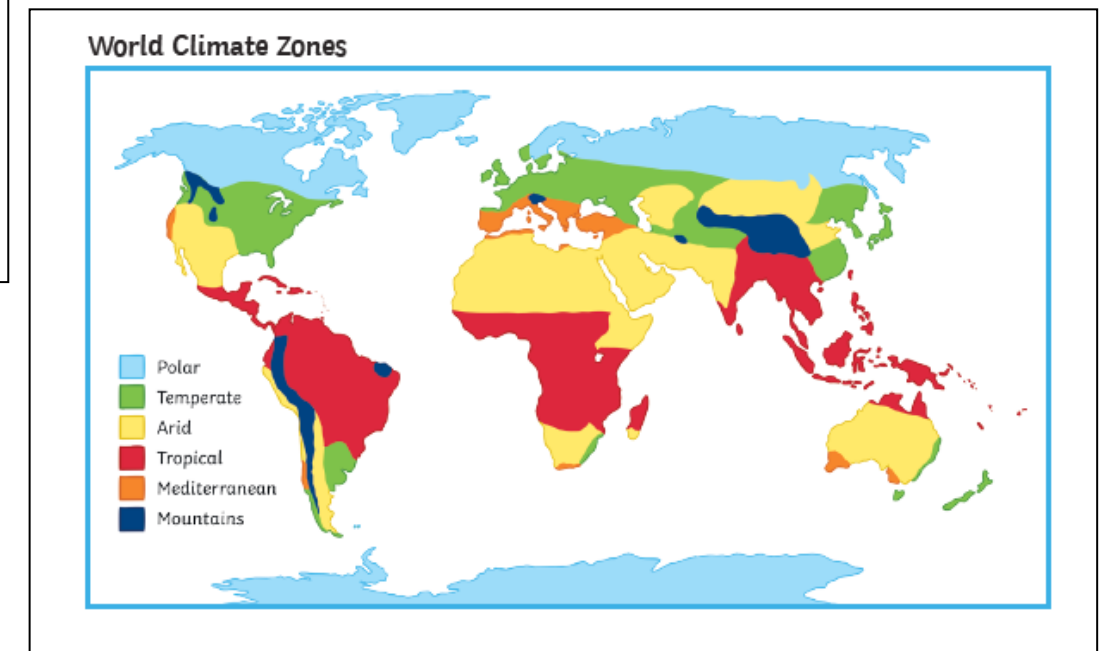 World Climate Zones
Polar
Temperate
Arid
Tropical
Mediterranean
Mountains